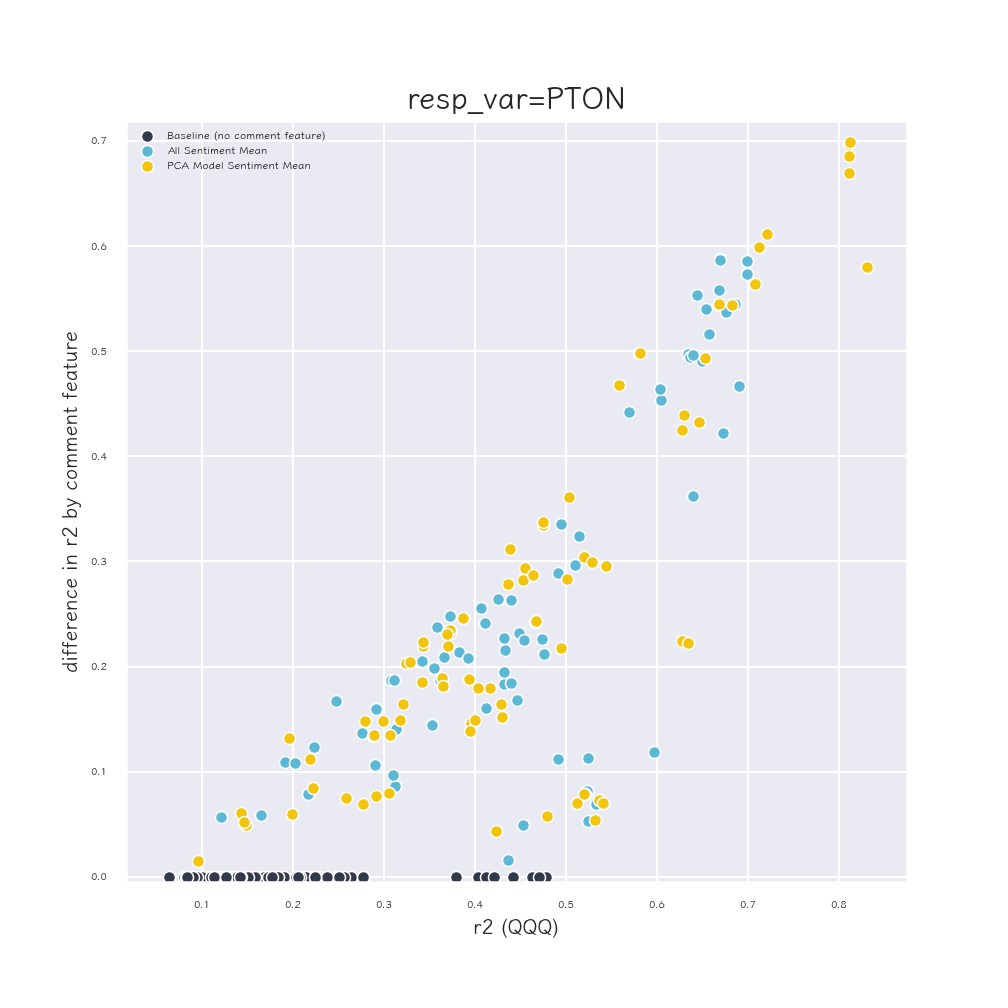 resp_var=PTON
Baseline (no comment feature)
All Sentiment Mean
PCA Model Sentiment Mean
difference in r2 by comment feature
0.7
0.6
0.5
0.4
0.3
0.2
0.1
0.0
0.1 0.2 0.3 0.4 0.5 0.6 0.7 0.8
r2 (QQQ)